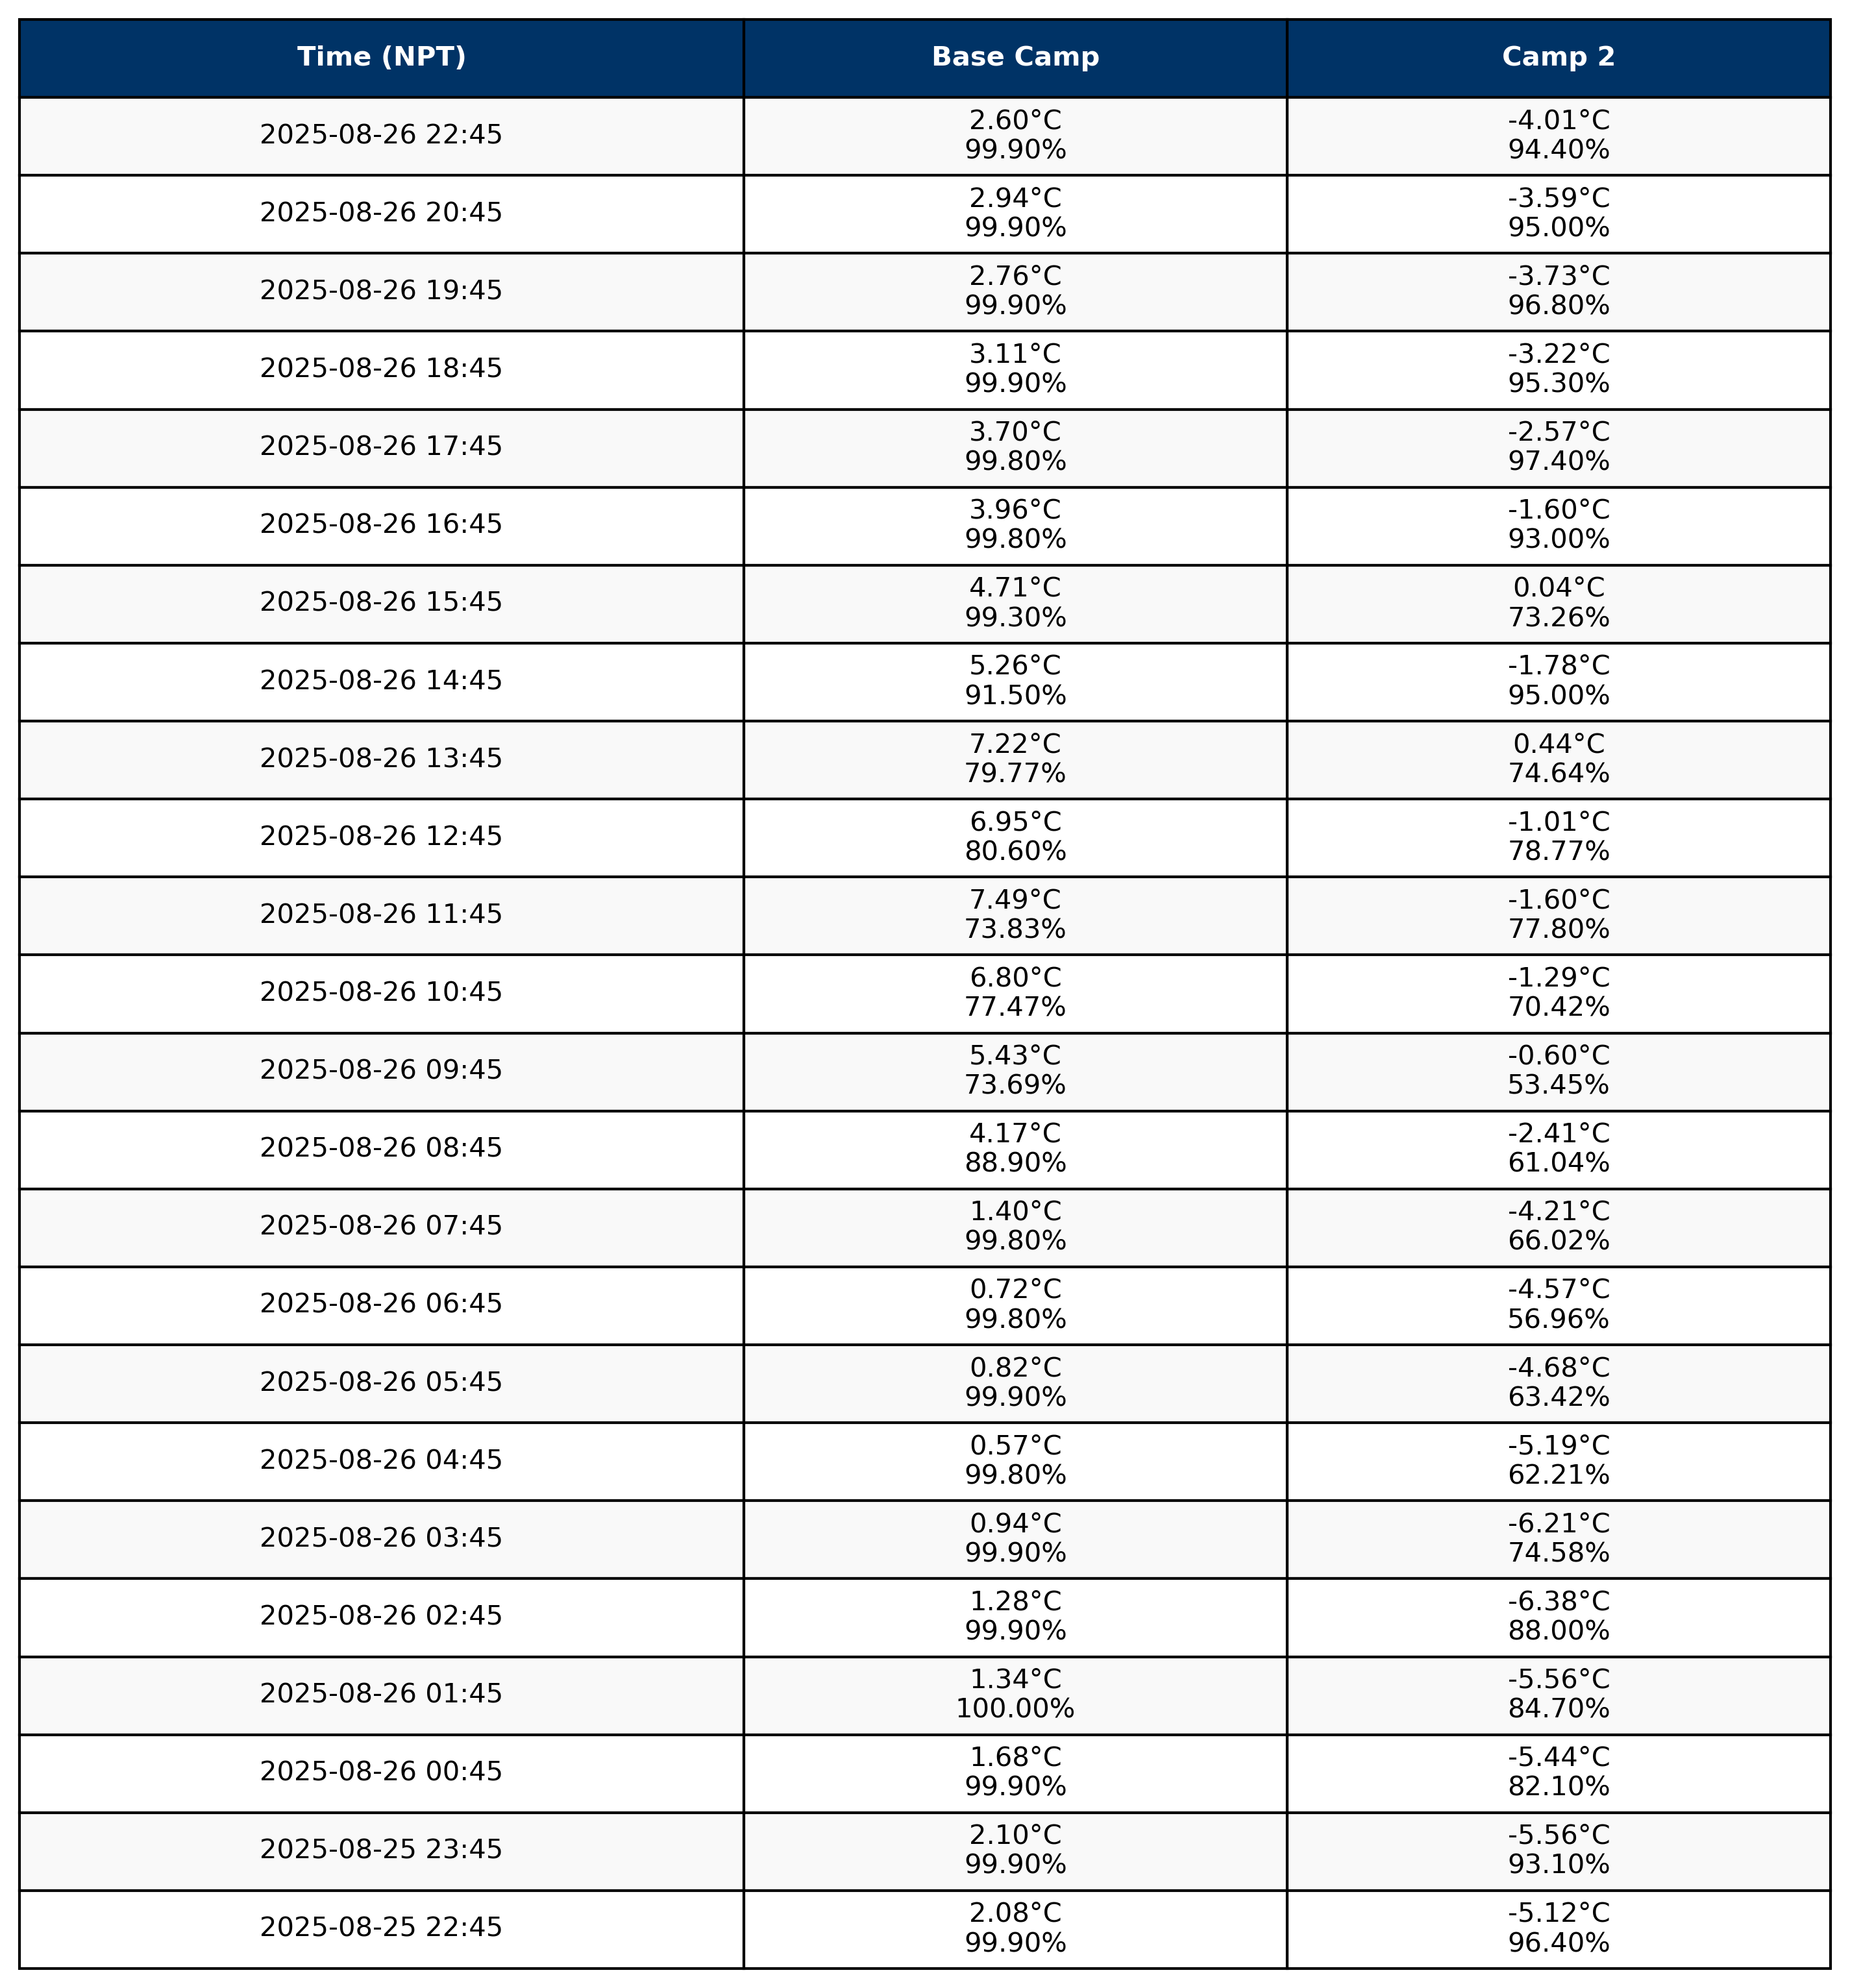 Time (NPT) Base Camp Camp 2
2025-08-26 22:45 2.60°C -4.01°C
99.90% 94.40%
2025-08-26 20:45 2.94°C -3.59°C
99.90% 95.00%
2025-08-26 19:45 2.76°C -3.73°C
99.90% 96.80%
2025-08-26 18:45 3.11°C -3.22°C
99.90% 95.30%
2025-08-26 17:45 3.70°C -2.57°C
99.80% 97.40%
2025-08-26 16:45 3.96°C -1.60°C
99.80% 93.00%
2025-08-26 15:45 4.71°C 0.04°C
99.30% 73.26%
2025-08-26 14:45 5.26°C -1.78°C
91.50% 95.00%
2025-08-26 13:45 7.22°C 0.44°C
79.77% 74.64%
2025-08-26 12:45 6.95°C -1.01°C
80.60% 78.77%
2025-08-26 11:45 7.49°C -1.60°C
73.83% 77.80%
2025-08-26 10:45 6.80°C -1.29°C
77.47% 70.42%
2025-08-26 09:45 5.43°C -0.60°C
73.69% 53.45%
2025-08-26 08:45 4.17°C -2.41°C
88.90% 61.04%
2025-08-26 07:45 1.40°C -4.21°C
99.80% 66.02%
2025-08-26 06:45 0.72°C -4.57°C
99.80% 56.96%
2025-08-26 05:45 0.82°C -4.68°C
99.90% 63.42%
2025-08-26 04:45 0.57°C -5.19°C
99.80% 62.21%
2025-08-26 03:45 0.94°C -6.21°C
99.90% 74.58%
2025-08-26 02:45 1.28°C -6.38°C
99.90% 88.00%
2025-08-26 01:45 1.34°C -5.56°C
100.00% 84.70%
2025-08-26 00:45 1.68°C -5.44°C
99.90% 82.10%
2025-08-25 23:45 2.10°C -5.56°C
99.90% 93.10%
2025-08-25 22:45 2.08°C -5.12°C
99.90% 96.40%